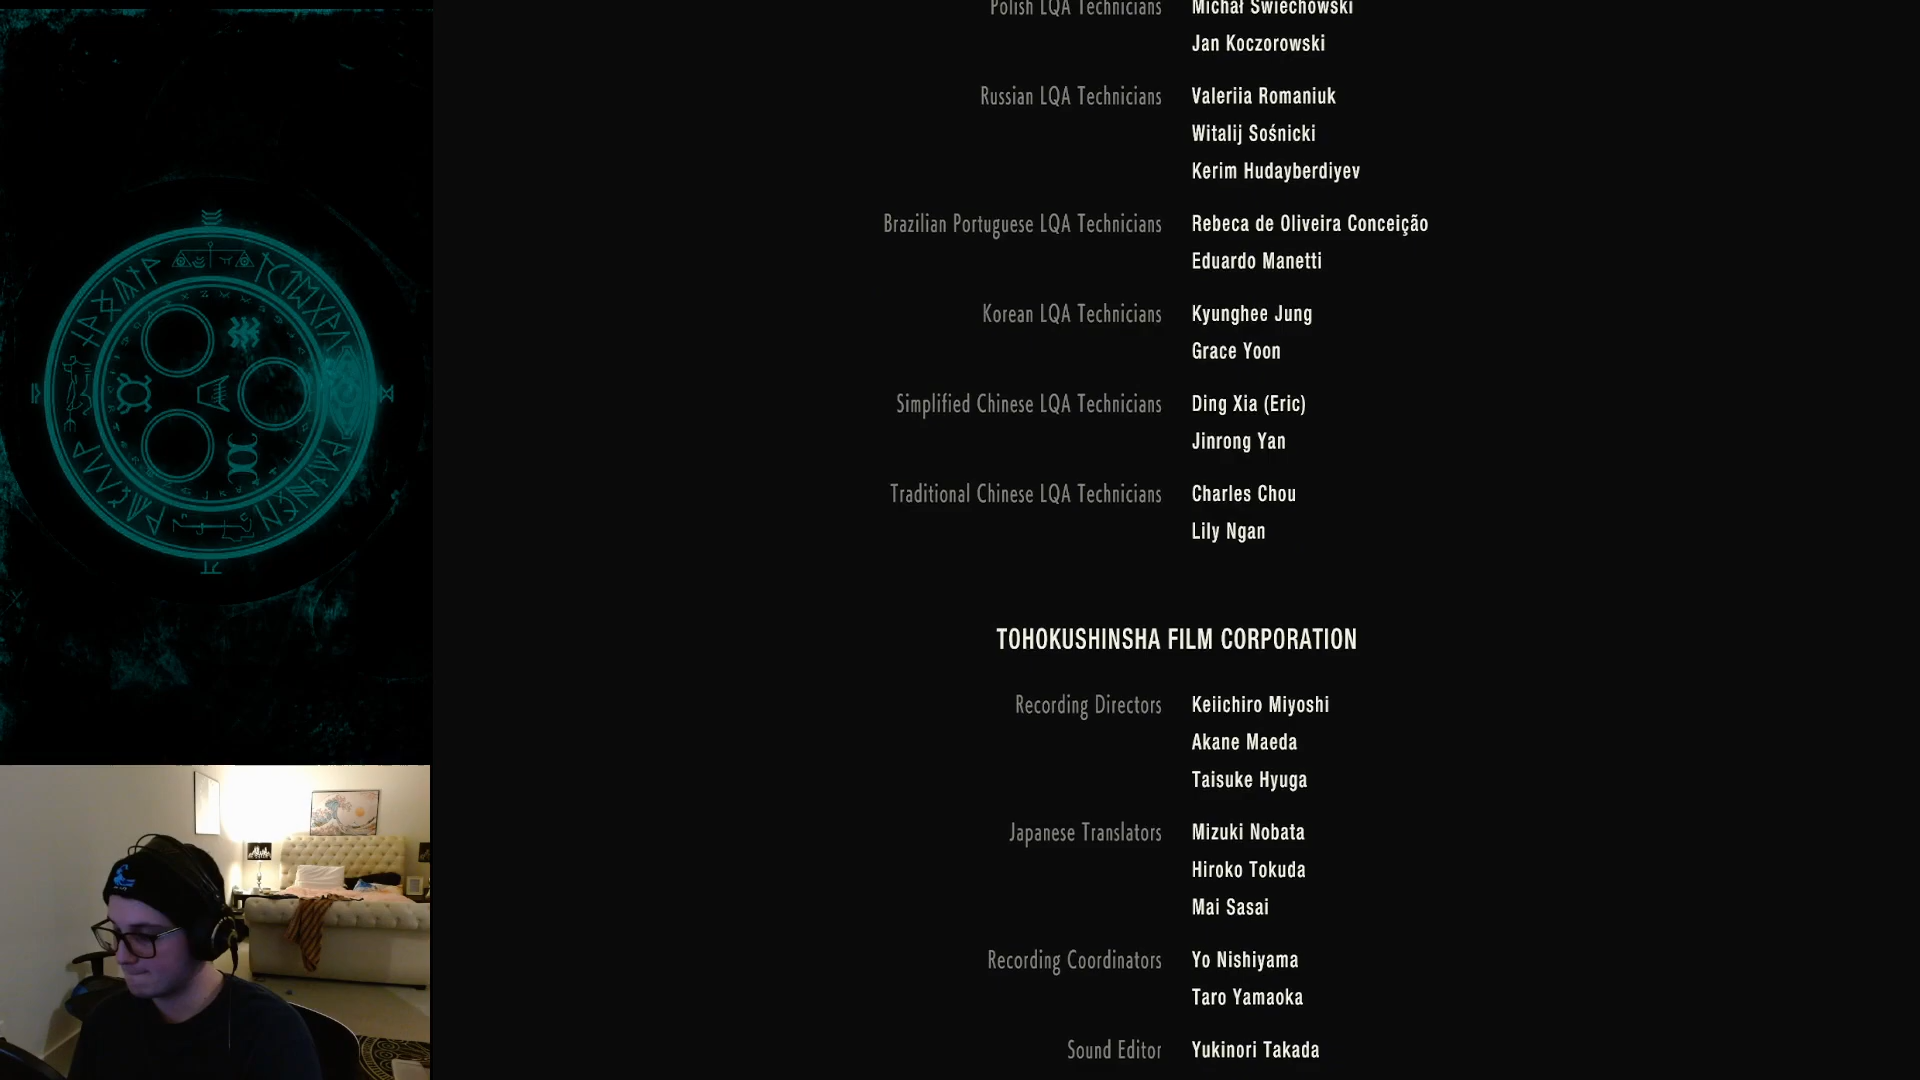 Polish LQA Technicians Michał Świechowski
Jan Koczorowski
Russian LQA Technicians Valeriia Romaniuk
Witalij Sośnicki
Kerim Hudayberdiyev
Brazilian Portuguese LQA Technicians Rebeca de Oliveira Conceição
Eduardo Manetti
Korean LQA Technicians Kyunghee Jung
Grace Yoon
Simplified Chinese LQA Technicians Ding Xia (Eric)
Jinrong Yan
Traditional Chinese LQA Technicians Charles Chou
Lily Ngan
TOHOKUSHINSHA FILM CORPORATION
Recording Directors Keiichiro Miyoshi
Akane Maeda
Taisuke Hyuga
Japanese Translators Mizuki Nobata
Hiroko Tokuda
Mai Sasai
Recording Coordinators Yo Nishiyama
Taro Yamaoka
Sound Editor Yukinori Takada